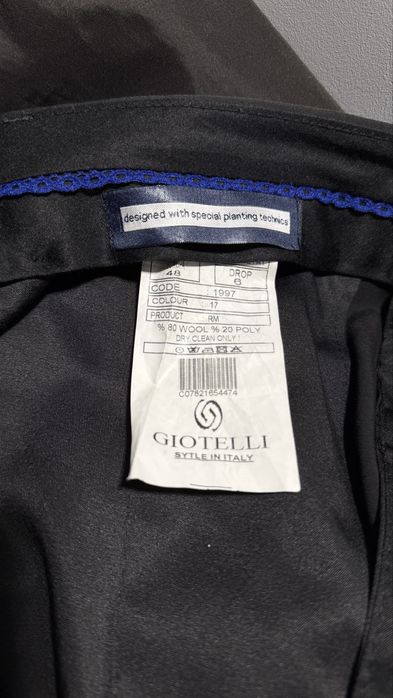 designed with special planting technics
48 DROP 6
CODE 1997
COLOUR 17
PRODUCT RM
% 80 WOOL % 20 POLY
DRY CLEAN ONLY !
C07821654474
GIOTELLI
SYTLE IN ITALY